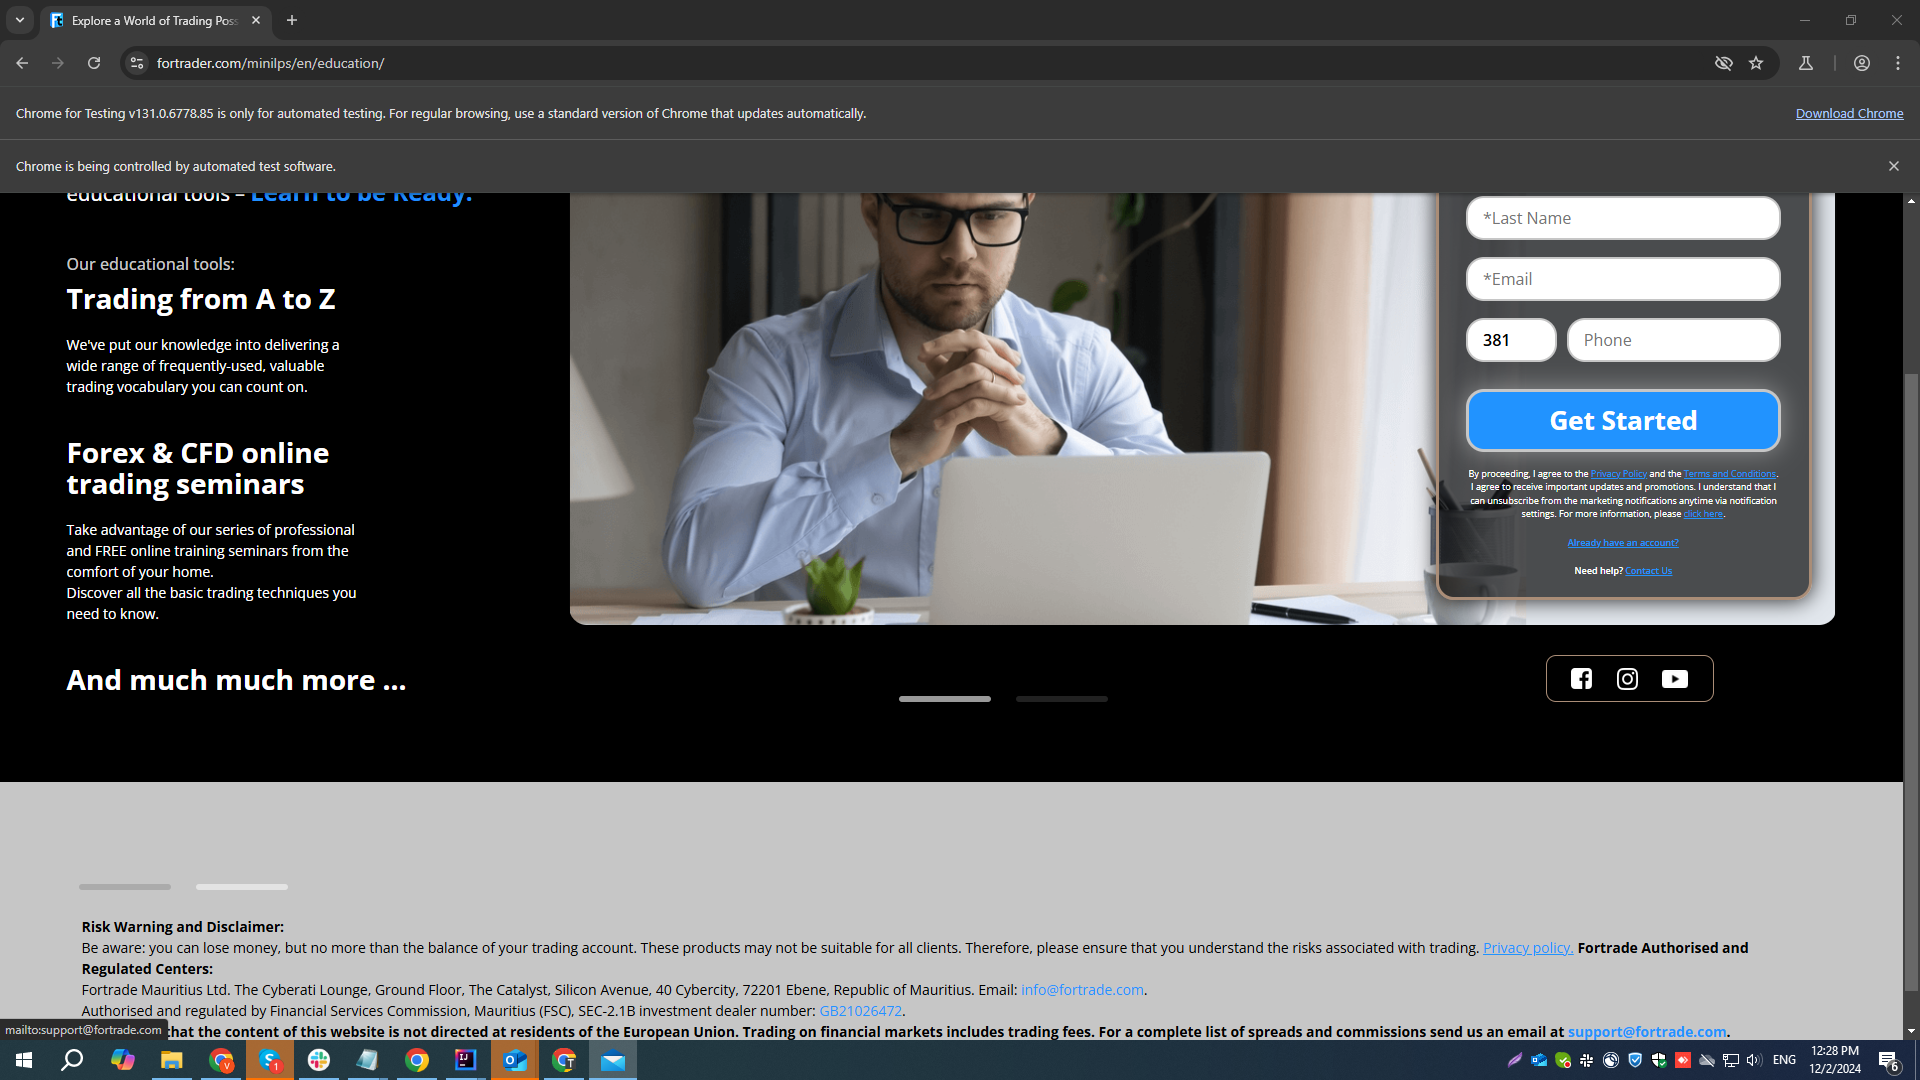 Explore a World of Trading Poss
fortrader.com/minilps/en/education/
Chrome for Testing v131.0.6778.85 is only for automated testing. For regular browsing, use a standard version of Chrome that updates automatically.
Download Chrome
Chrome is being controlled by automated test software.
educational tools – Learn to be Ready.
Our educational tools:
Trading from A to Z
We've put our knowledge into delivering a
wide range of frequently-used, valuable
trading vocabulary you can count on.
Forex & CFD online
trading seminars
Take advantage of our series of professional
and FREE online training seminars from the
comfort of your home.
Discover all the basic trading techniques you
need to know.
And much much more ...
*Last Name
*Email
381
Phone
Get Started
By proceeding, I agree to the Privacy Policy and the Terms and Conditions.
I agree to receive important updates and promotions. I understand that I
can unsubscribe from the marketing notifications anytime via notification
settings. For more information, please click here.
Already have an account?
Need help? Contact Us
Risk Warning and Disclaimer:
Be aware: you can lose money, but no more than the balance of your trading account. These products may not be suitable for all clients. Therefore, please ensure that you understand the risks associated with trading. Privacy policy. Fortrade Authorised and
Regulated Centers:
Fortrade Mauritius Ltd. The Cyberati Lounge, Ground Floor, The Catalyst, Silicon Avenue, 40 Cybercity, 72201 Ebene, Republic of Mauritius. Email: info@fortrade.com.
Authorised and regulated by Financial Services Commission, Mauritius (FSC), SEC-2.1B investment dealer number: GB21026472.
that the content of this website is not directed at residents of the European Union. Trading on financial markets includes trading fees. For a complete list of spreads and commissions send us an email at support@fortrade.com.
mailto:support@fortrade.com
ENG
12:28 PM
12/2/2024
6